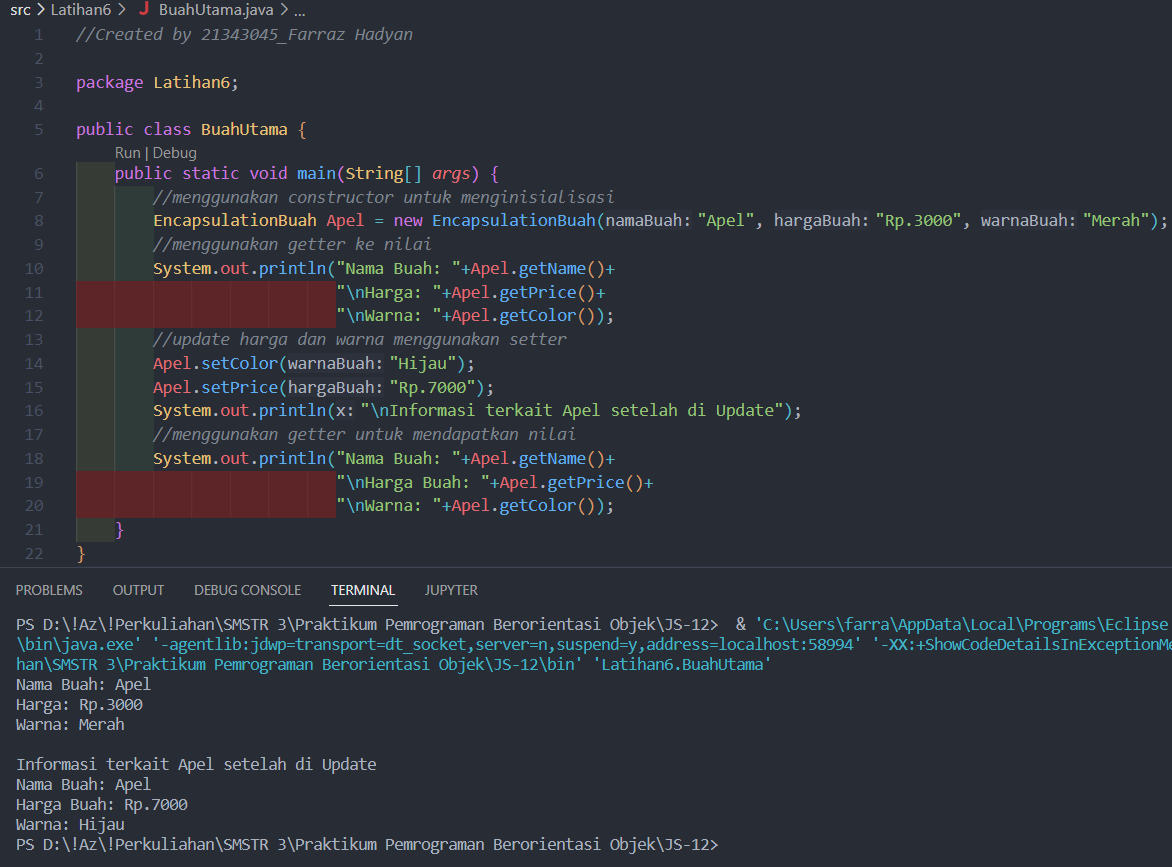 src > Latihan6 > J BuahUtama.java > ...
1 //Created by 21343045_Farraz Hadyan
2
3 package Latihan6;
4
5 public class BuahUtama {
Run | Debug
6 public static void main(String[] args) {
7 //menggunakan constructor untuk menginisialisasi
8 EncapsulationBuah Apel = new EncapsulationBuah(namaBuah: "Apel", hargaBuah: "Rp.3000", warnaBuah: "Merah");
9 //menggunakan getter ke nilai
10 System.out.println("Nama Buah: "+Apel.getName()+
11 "\nHarga: "+Apel.getPrice()+
12 "\nWarna: "+Apel.getColor());
13 //update harga dan warna menggunakan setter
14 Apel.setColor(warnaBuah: "Hijau");
15 Apel.setPrice(hargaBuah: "Rp.7000");
16 System.out.println(x: "\nInformasi terkait Apel setelah di Update");
17 //menggunakan getter untuk mendapatkan nilai
18 System.out.println("Nama Buah: "+Apel.getName()+
19 "\nHarga Buah: "+Apel.getPrice()+
20 "\nWarna: "+Apel.getColor());
21 }
22 }
PROBLEMS OUTPUT DEBUG CONSOLE TERMINAL JUPYTER
PS D:\!Az\!Perkuliahan\SMSTR 3\Praktikum Pemrograman Berorientasi Objek\JS-12> & 'C:\Users\farra\AppData\Local\Programs\Eclipse
\bin\java.exe' '-agentlib:jdwp=transport=dt_socket,server=n,suspend=y,address=localhost:58994' '-XX:+ShowCodeDetailsInExceptionMe
han\SMSTR 3\Praktikum Pemrograman Berorientasi Objek\JS-12\bin' 'Latihan6.BuahUtama'
Nama Buah: Apel
Harga: Rp.3000
Warna: Merah

Informasi terkait Apel setelah di Update
Nama Buah: Apel
Harga Buah: Rp.7000
Warna: Hijau
PS D:\!Az\!Perkuliahan\SMSTR 3\Praktikum Pemrograman Berorientasi Objek\JS-12>